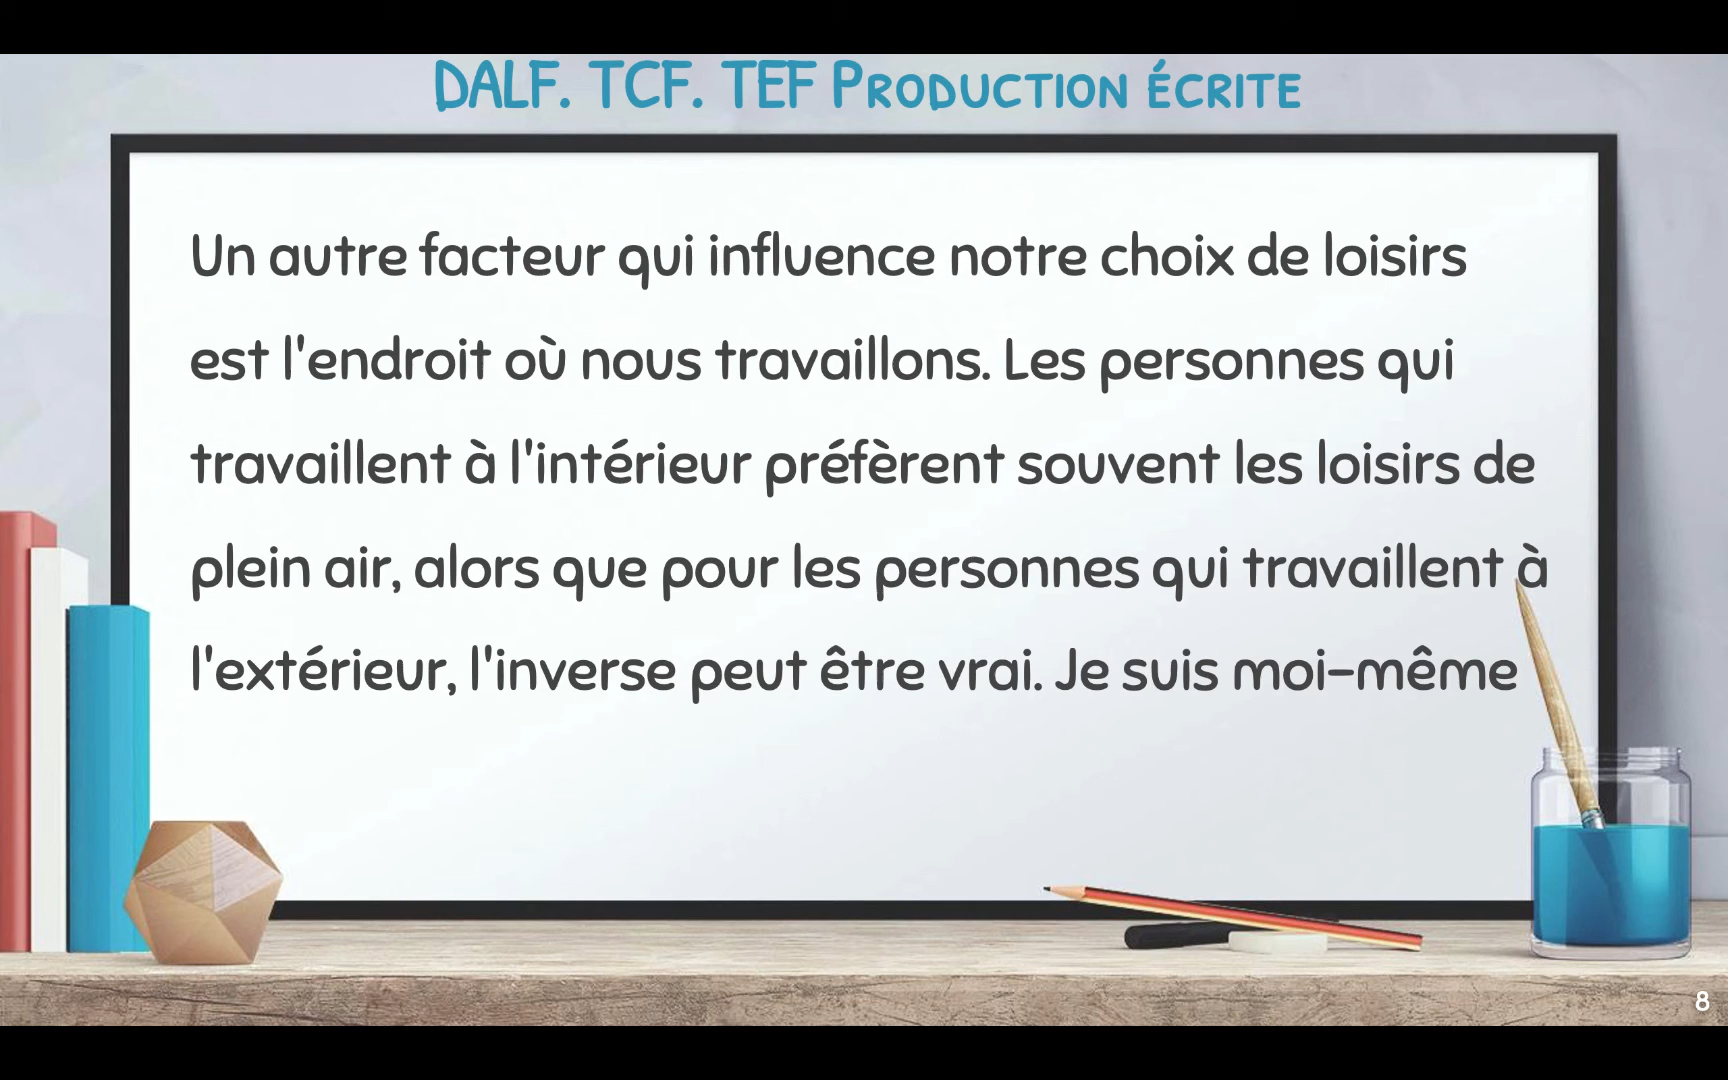 DALF. TCF. TEF PRODUCTION ÉCRITE
Un autre facteur qui influence notre choix de loisirs
est l'endroit où nous travaillons. Les personnes qui
travaillent à l'intérieur préfèrent souvent les loisirs de
plein air, alors que pour les personnes qui travaillent à
l'extérieur, l'inverse peut être vrai. Je suis moi-même
8